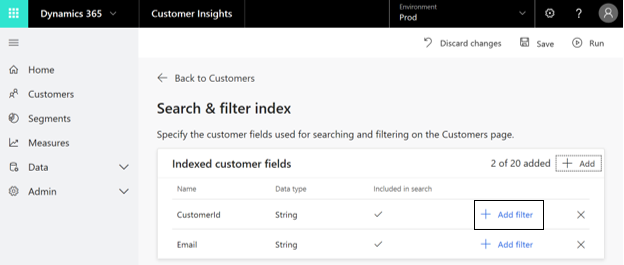 Dynamics 365
Customer Insights
Environment
Prod
?
Discard changes
Save
Run
Home
Customers
Segments
Measures
Data
Admin
Back to Customers
Search & filter index
Specify the customer fields used for searching and filtering on the Customers page.
Indexed customer fields
2 of 20 added
Add
Name Data type Included in search
CustomerId String Add filter
Email String Add filter